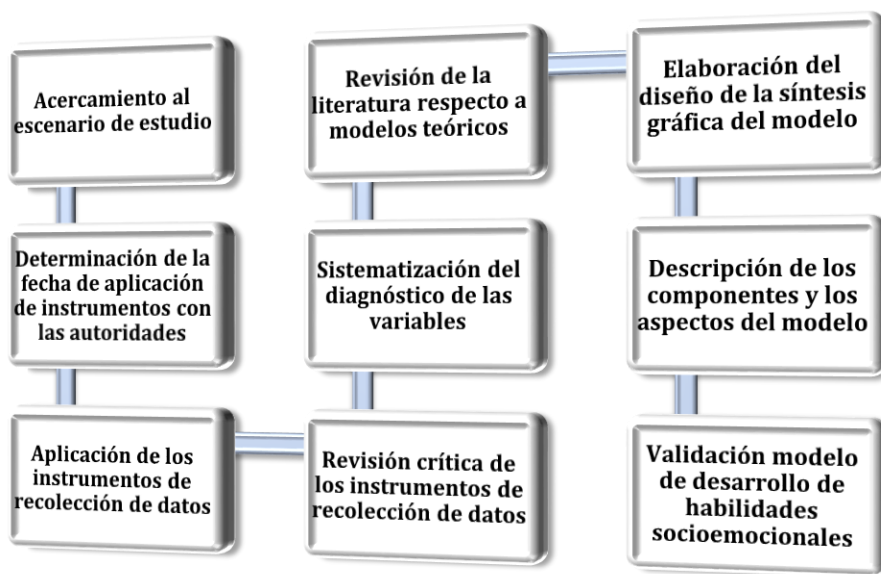 Acercamiento al
escenario de estudio
Determinación de la
fecha de aplicación
de instrumentos con
las autoridades
Aplicación de los
instrumentos de
recolección de datos
Revisión crítica de
los instrumentos de
recolección de datos
Sistematización del
diagnóstico de las
variables
Revisión de la
literatura respecto a
modelos teóricos
Elaboración del
diseño de la síntesis
gráfica del modelo
Descripción de los
componentes y los
aspectos del modelo
Validación modelo
de desarrollo de
habilidades
socioemocionales